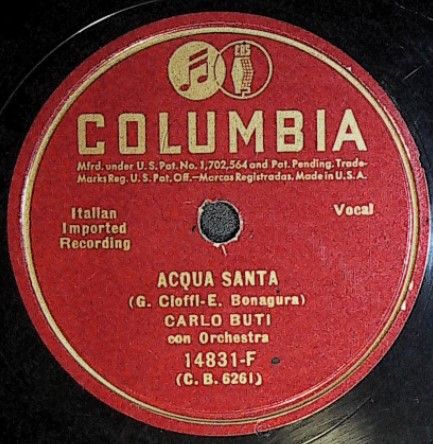 CBS
COLUMBIA
Mfrd. under U.S. Pat. No. 1,702,564 and Pat. Pending. Trade-
Marks Reg. U.S. Pat. Off.—Marcas Registradas. Made in U.S.A.
Italian
Imported
Recording
Vocal
ACQUA SANTA
(G. Cioffi-E. Bonagura)
CARLO BUTI
con Orchestra
14831-F
(C. B. 6261)